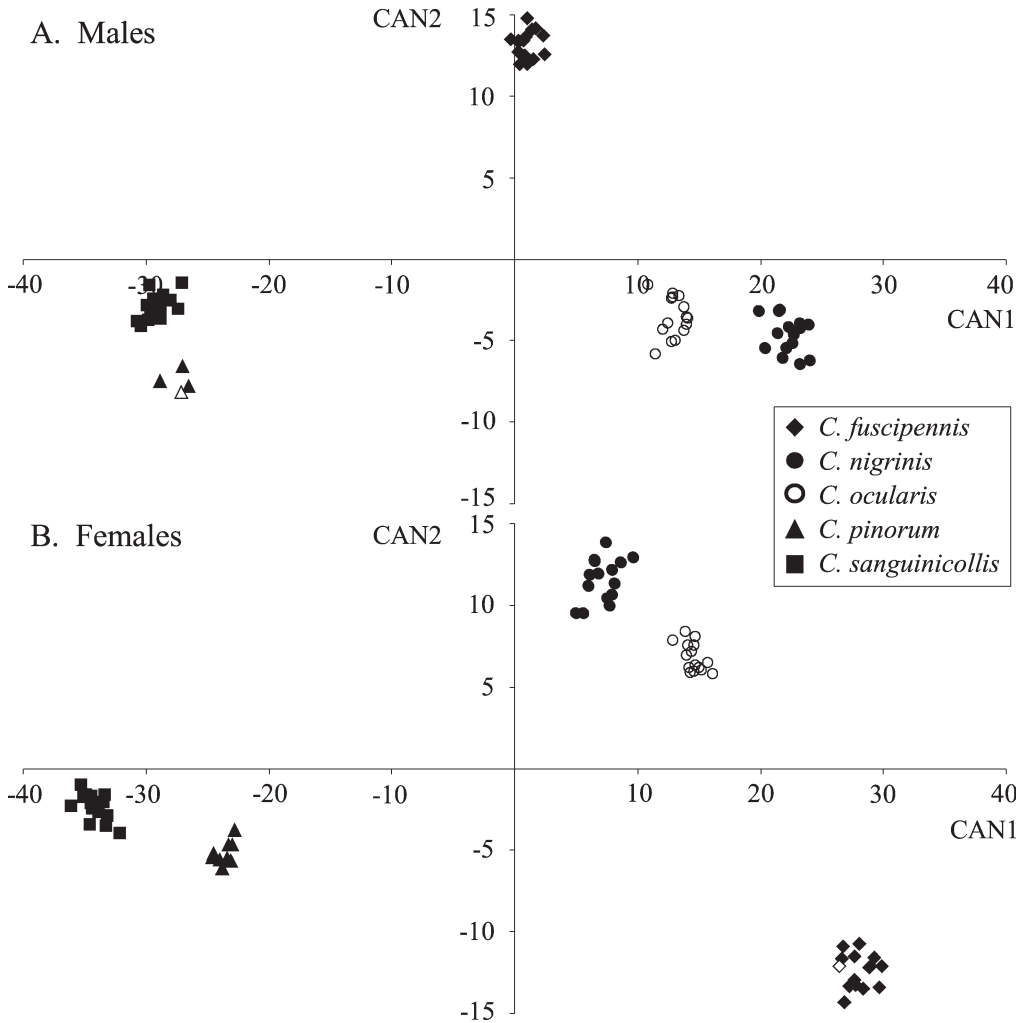 A. Males
CAN2
15
10
5
-40 -30 -20 10 20 30 40
CAN1
-5
-10
-15
C. fuscipennis
C. nigrinis
C. ocularis
C. pinorum
C. sanguinicollis
B. Females
CAN2
15
10
5
-40 -30 -20 -10 10 20 30 40
CAN1
-5
-10
-15